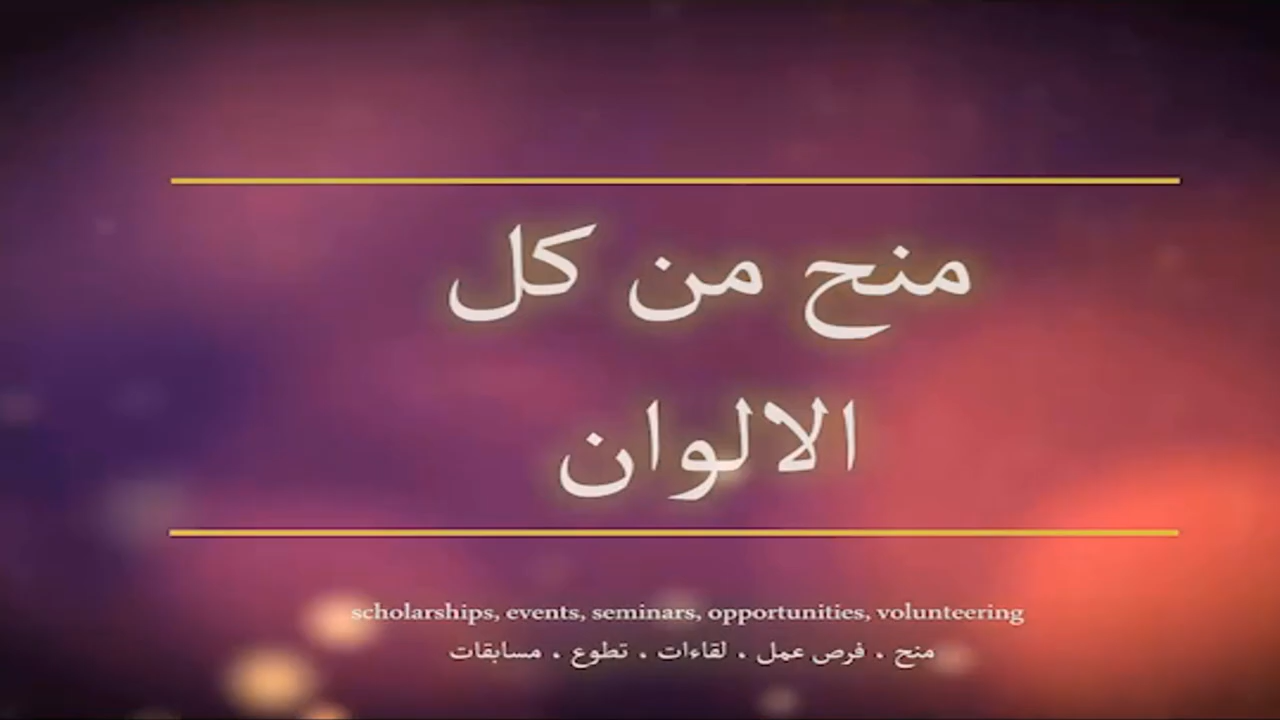 منح من كل
الالوان
scholarships, events, seminars, opportunities, volunteering
منح ، فرص عمل ، لقاءات ، تطوع ، مسابقات